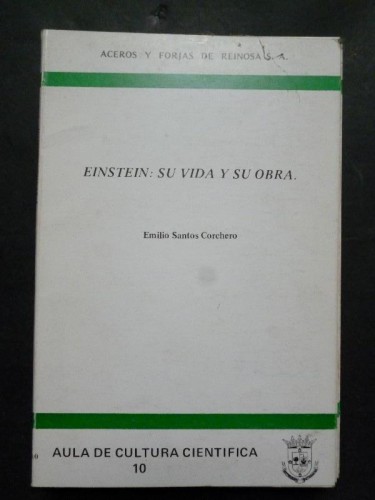 ACEROS Y FORJAS DE REINOSA S. A.
EINSTEIN: SU VIDA Y SU OBRA.
Emilio Santos Corchero
AULA DE CULTURA CIENTIFICA
10